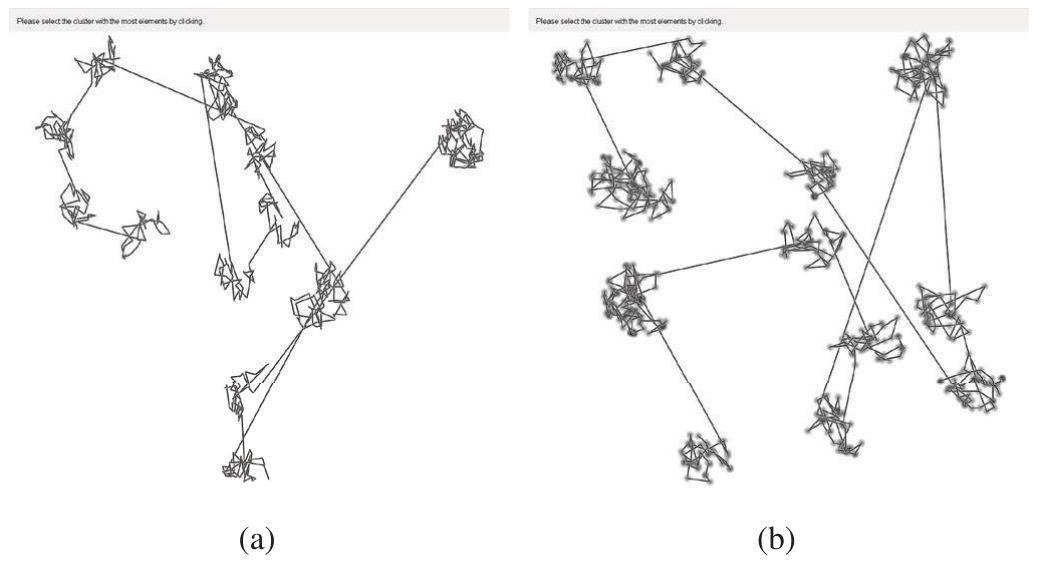 Please select the cluster with the most elements by clicking.
Please select the cluster with the most elements by clicking.
(a)
(b)